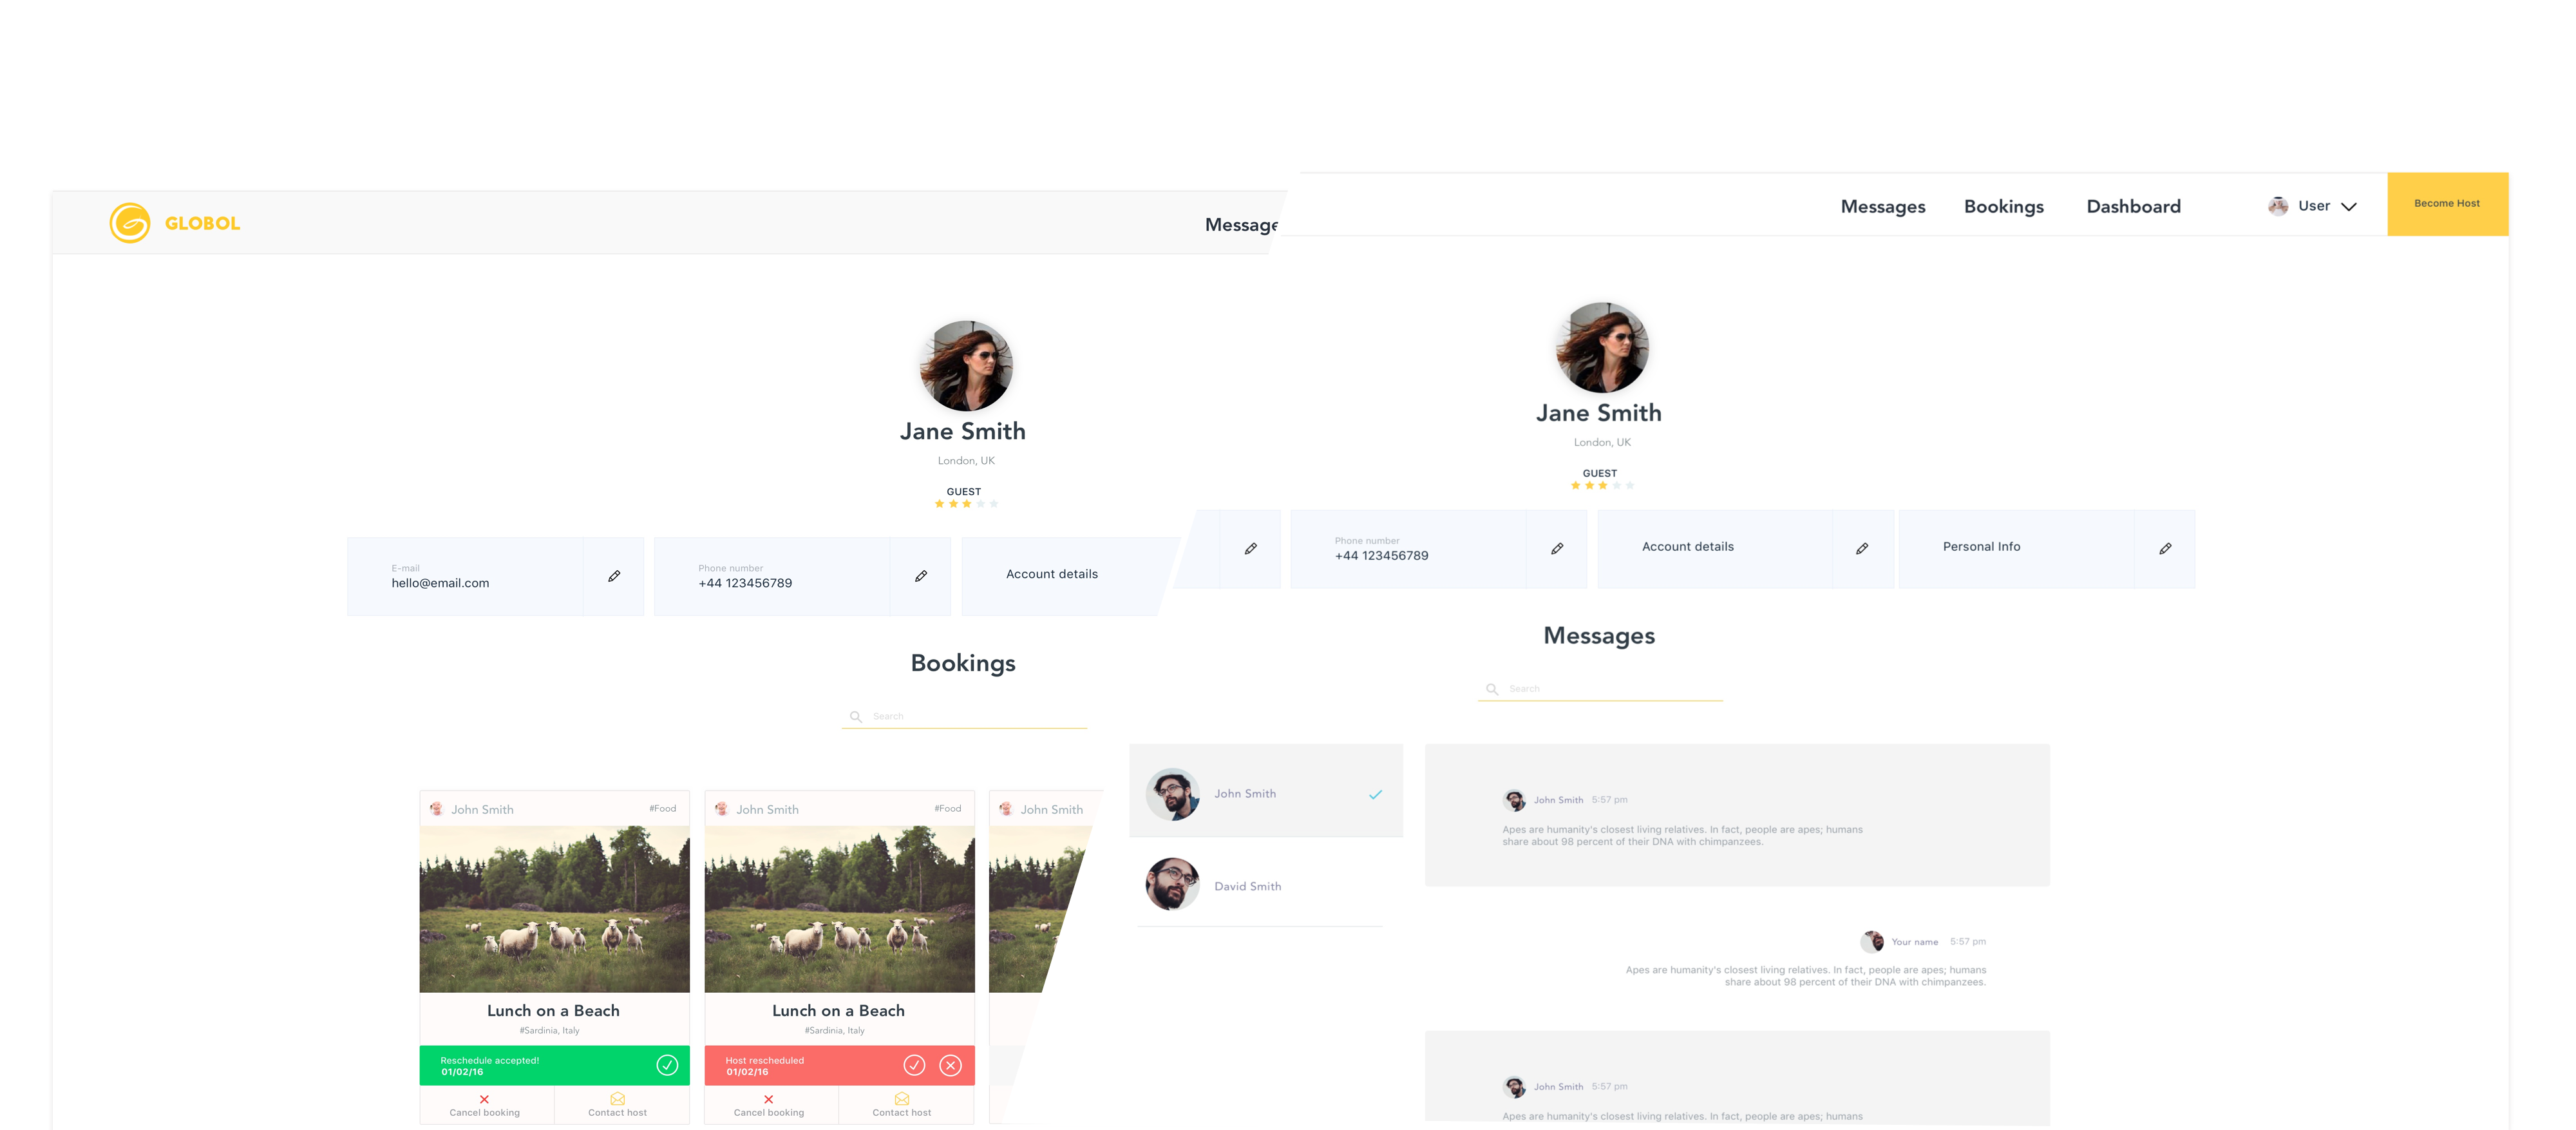 GLOBOL
Message
Jane Smith
London, UK
GUEST
E-mail
hello@email.com
Phone number
+44 123456789
Account details
Bookings
Search
John Smith
#Food
Lunch on a Beach
#Sardinia, Italy
Reschedule accepted!
01/02/16
Cancel booking
Contact host
John Smith
#Food
Lunch on a Beach
#Sardinia, Italy
Host rescheduled
01/02/16
Cancel booking
Contact host
John Smith
Messages
Bookings
Dashboard
User
Become Host
Jane Smith
London, UK
GUEST
Phone number
+44 123456789
Account details
Personal Info
Messages
Search
John Smith
David Smith
John Smith 5:57 pm
Apes are humanity's closest living relatives. In fact, people are apes; humans
share about 98 percent of their DNA with chimpanzees.
Your name 5:57 pm
Apes are humanity's closest living relatives. In fact, people are apes; humans
share about 98 percent of their DNA with chimpanzees.
John Smith 5:57 pm
Apes are humanity's closest living relatives. In fact, people are apes; humans